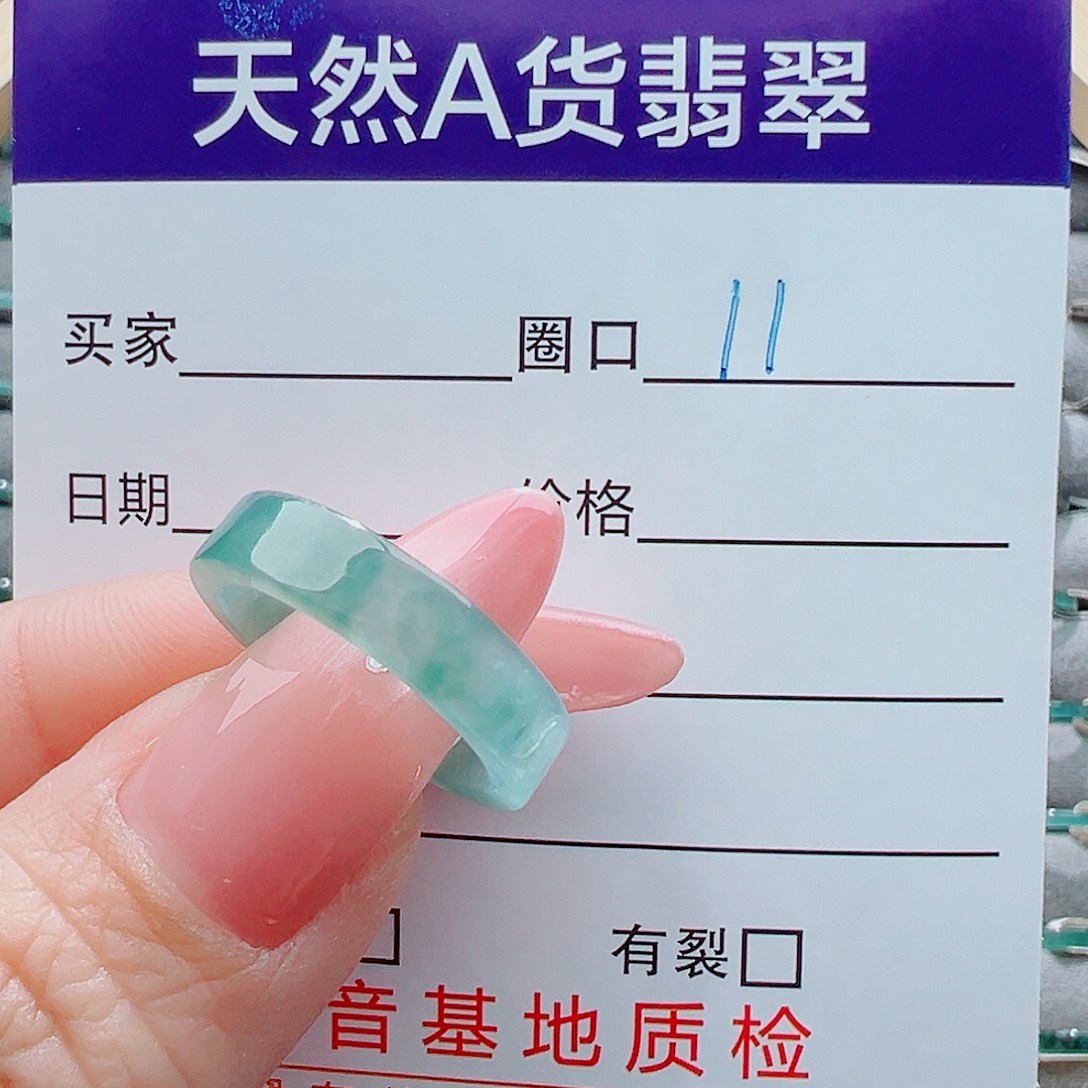 天然A货翡翠
买家 圈口 11
日期 价格
有裂
音基地质检